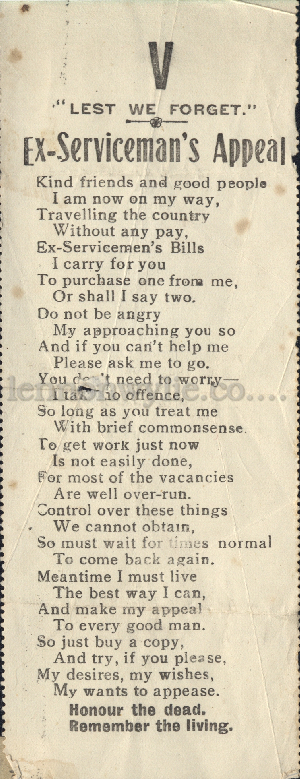 V
"LEST WE FORGET."
Ex-Serviceman's Appeal
Kind friends and good people
I am now on my way,
Travelling the country
Without any pay,
Ex-Servicemen's Bills
I carry for you
To purchase one from me,
Or shall I say two.
Do not be angry
My approaching you so
And if you can't help me
Please ask me to go.
You don't need to worry—
I take no offence,
So long as you treat me
With brief commonsense.
To get work just now
Is not easily done,
For most of the vacancies
Are well over-run.
Control over these things
We cannot obtain,
So must wait for times normal
To come back again.
Meantime I must live
The best way I can,
And make my appeal
To every good man.
So just buy a copy,
And try, if you please,
My desires, my wishes,
My wants to appease.
Honour the dead.
Remember the living.